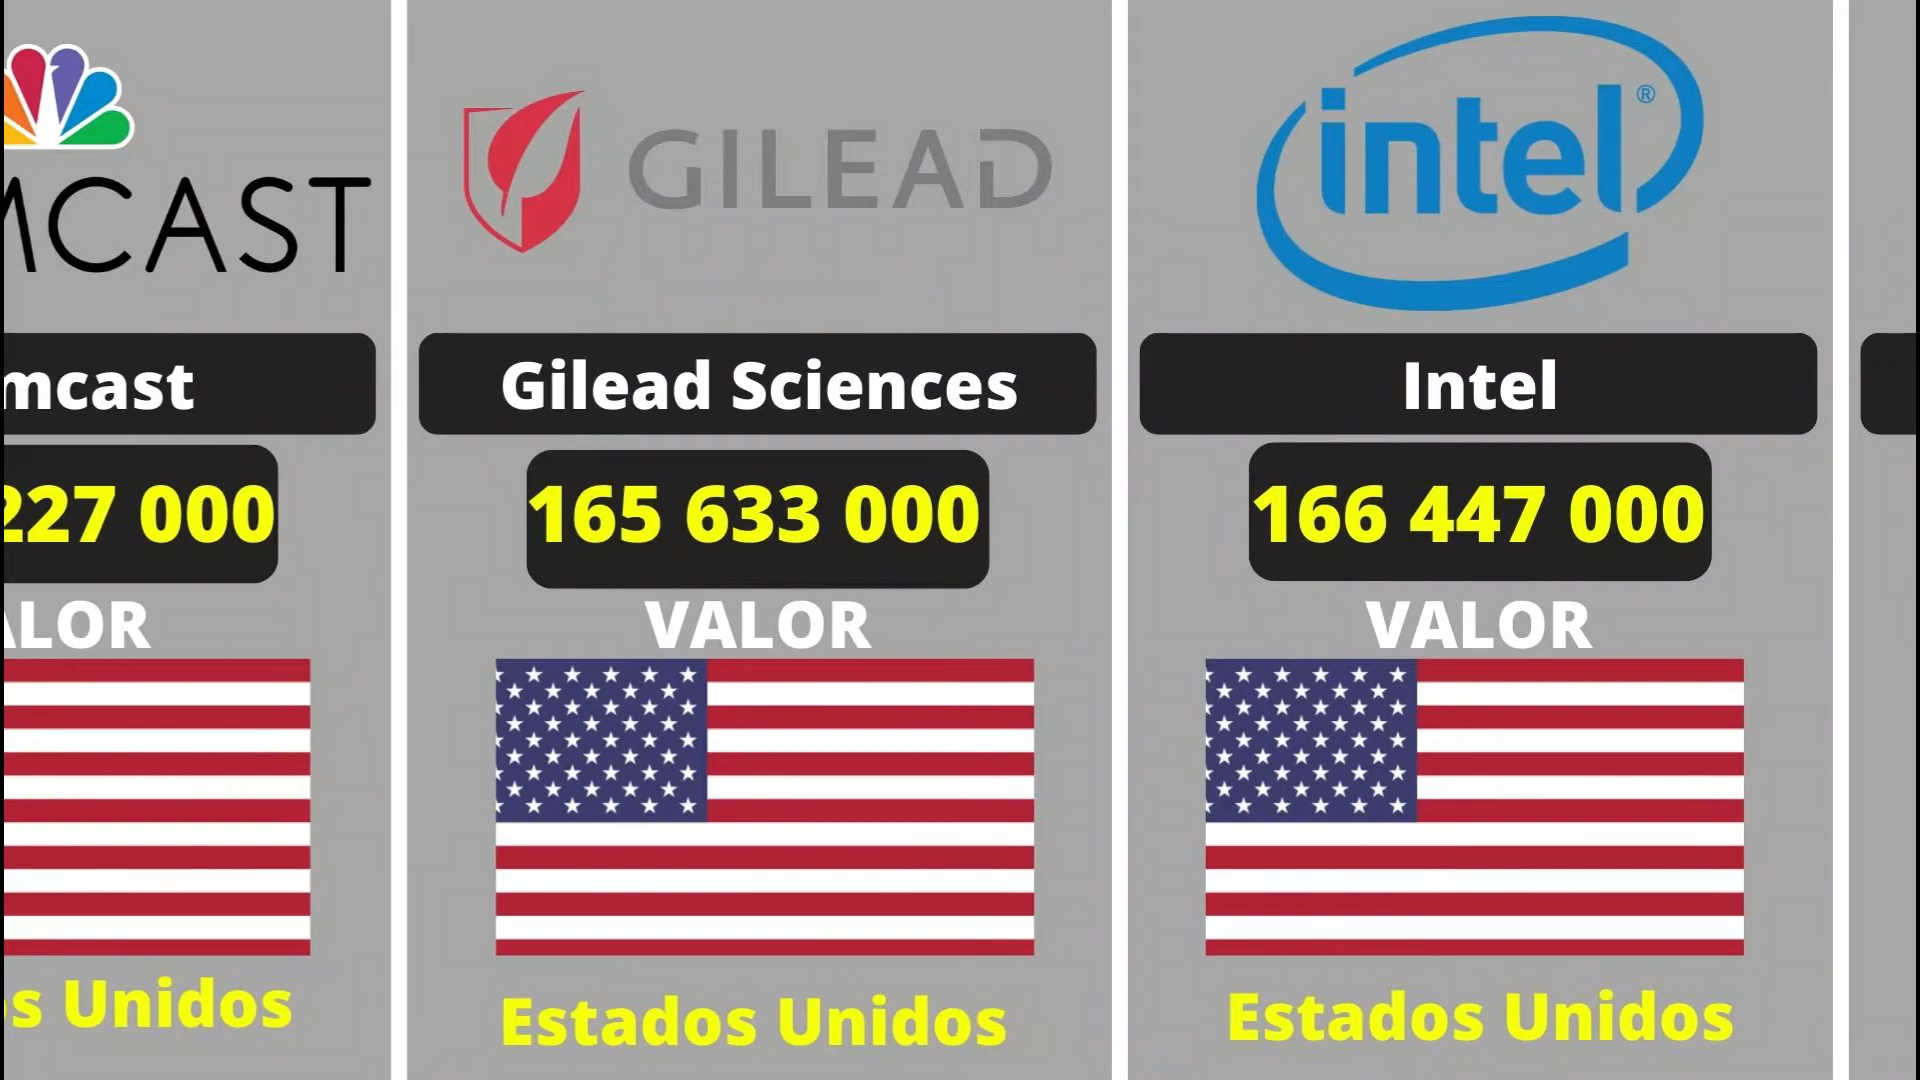 MCAST
mcast
227 000
ALOR
s Unidos
GILEAD
Gilead Sciences
165 633 000
VALOR
Estados Unidos
intel®
Intel
166 447 000
VALOR
Estados Unidos